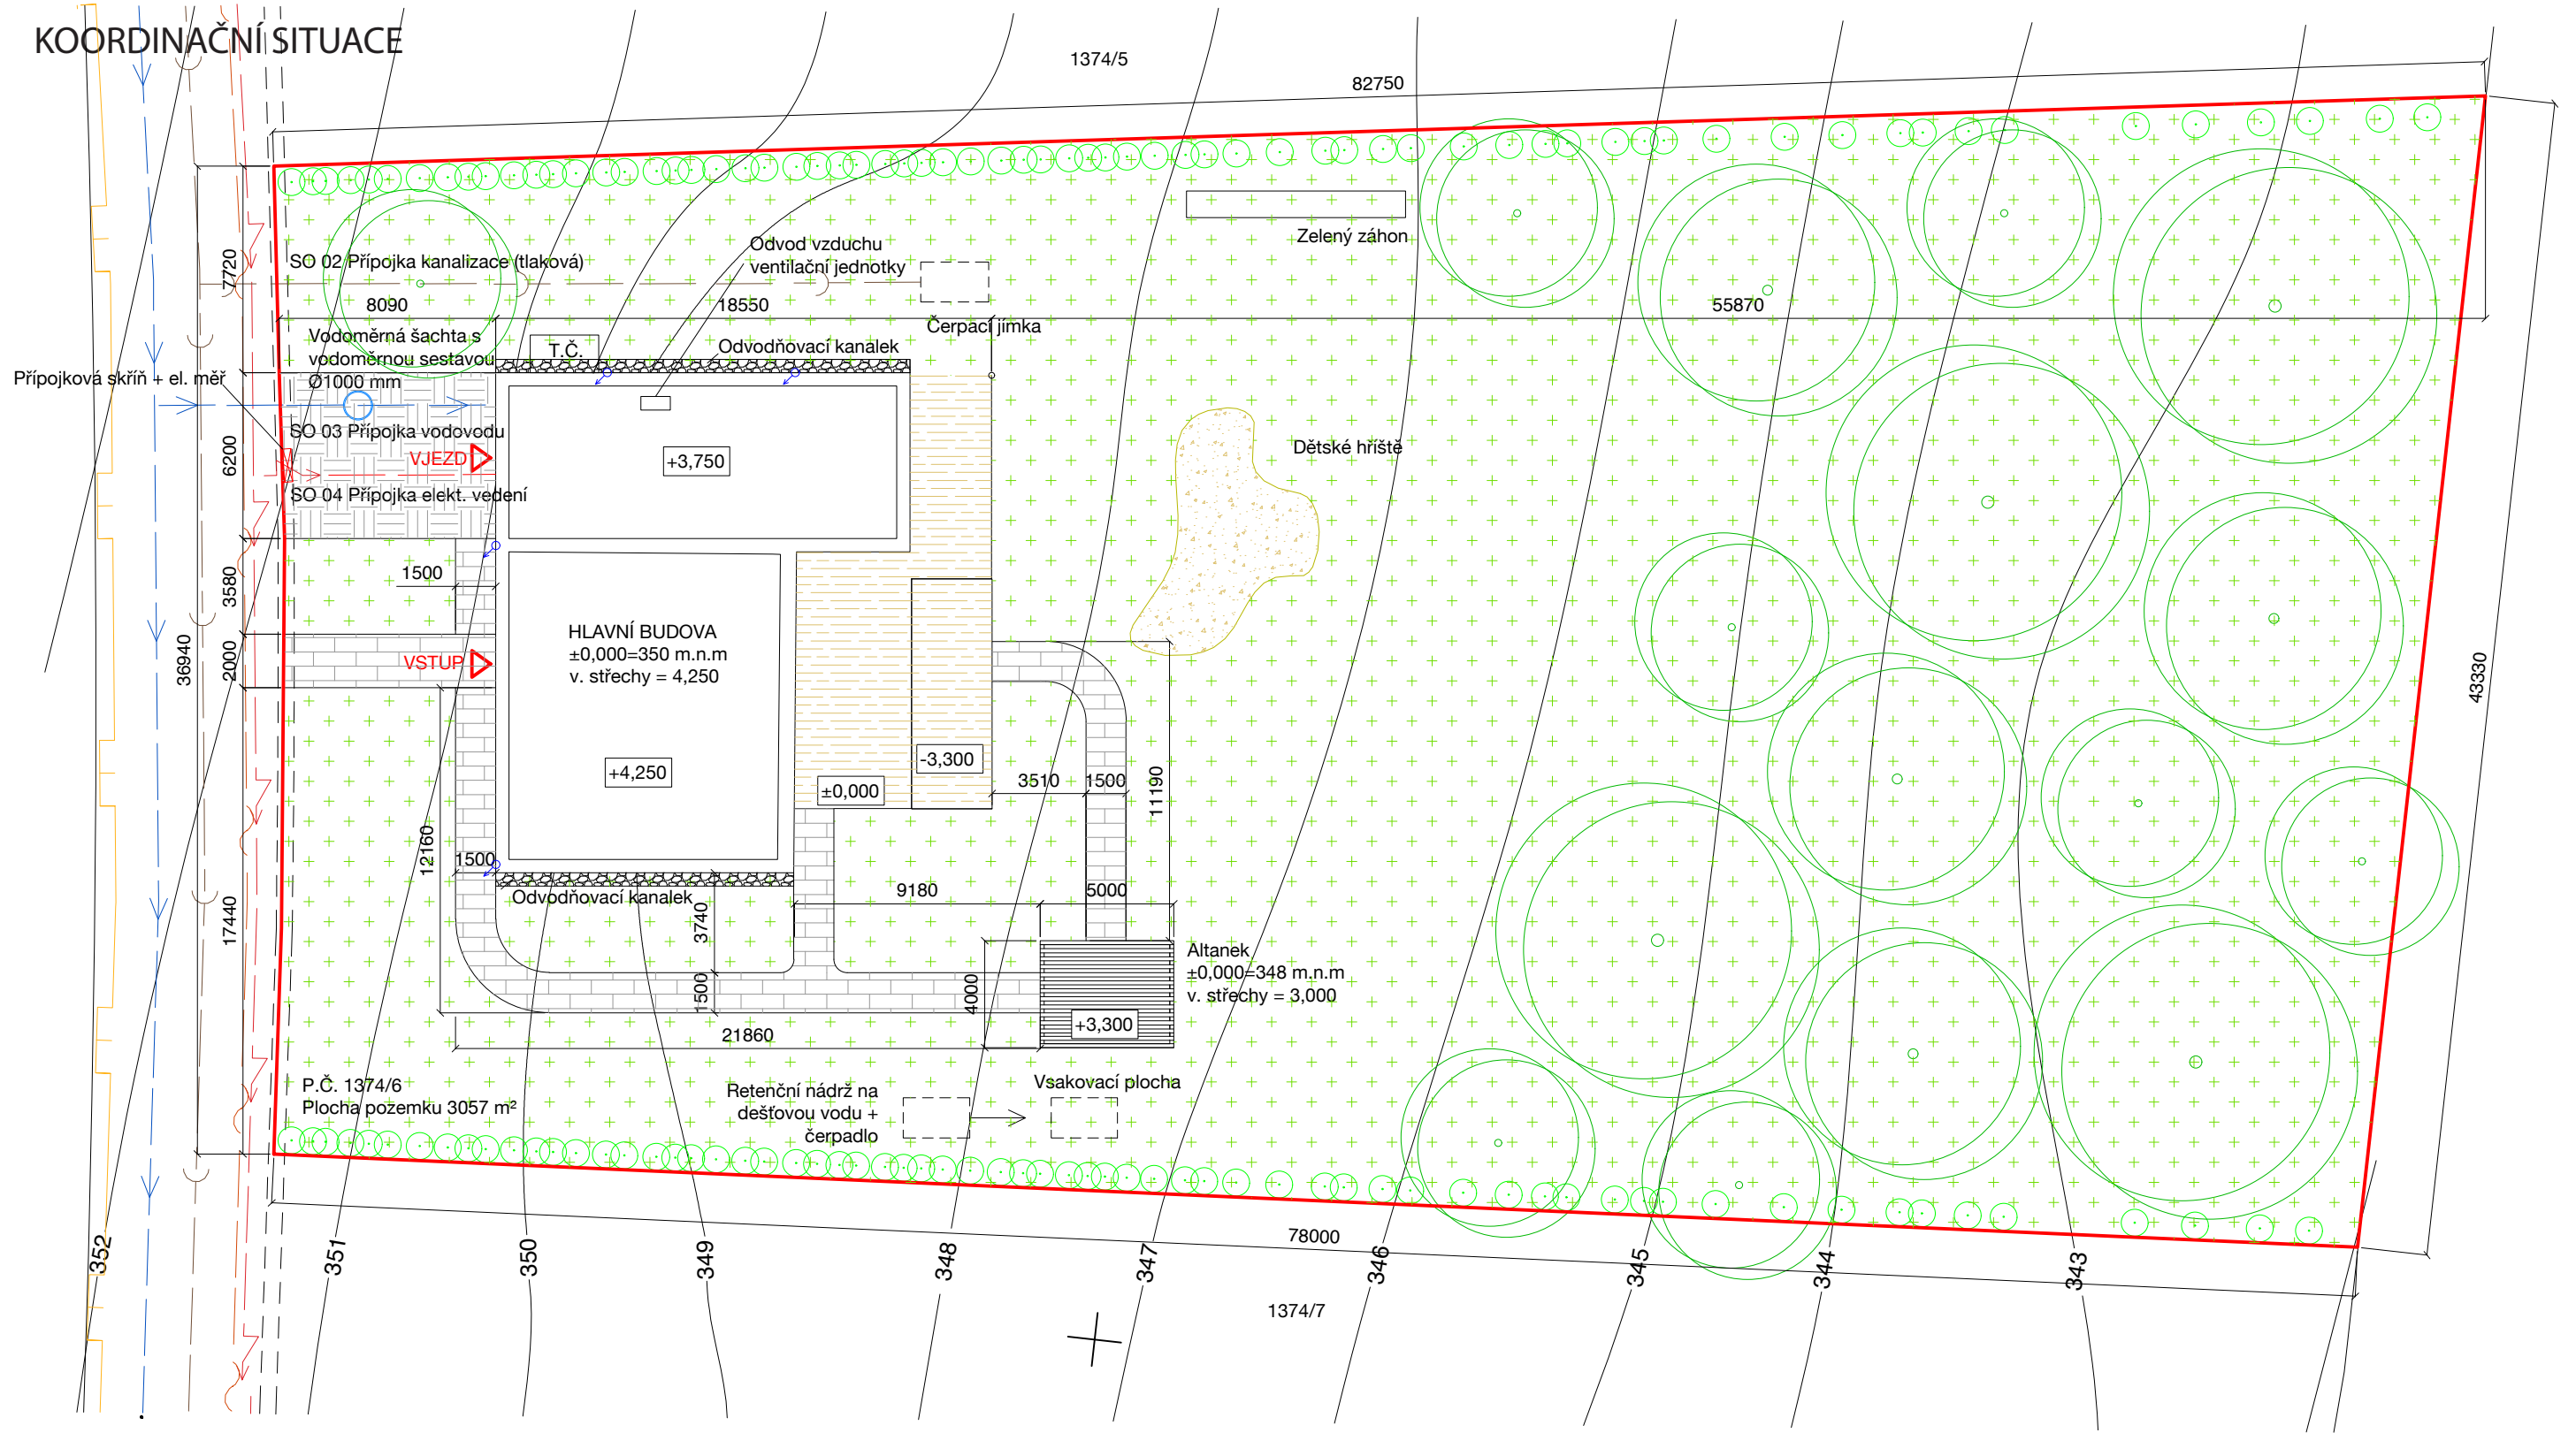 KOORDINAČNÍ SITUACE
1374/5
82750
Zelený záhon
Odvod vzduchu
ventilační jednotky
SO 02 Přípojka kanalizace (tlaková)
7720
8090
18550
55870
Čerpací jímka
Vodoměrná šachta s
vodoměrnou sestavou
Ø1000 mm
T.Č.
Odvodňovací kanalek
Přípojková skříň + el. měř
SO 03 Přípojka vodovodu
VJEZD
6200
+3,750
Dětské hřiště
SO 04 Přípojka elekt. vedení
1500
3580
HLAVNÍ BUDOVA
±0,000=350 m.n.m
v. střechy = 4,250
VSTUP
2000
36940
43330
+4,250
-3,300
±0,000
3510
1500
11190
12160
1500
Odvodňovací kanalek
9180
5000
17440
3740
1500
4000
Altanek
±0,000=348 m.n.m
v. střechy = 3,000
+3,300
21860
P.Č. 1374/6
Plocha pozemku 3057 m²
Retenční nádrž na
dešťovou vodu +
čerpadlo
Vsakovací plocha
78000
352
351
350
349
348
347
346
345
344
343
1374/7